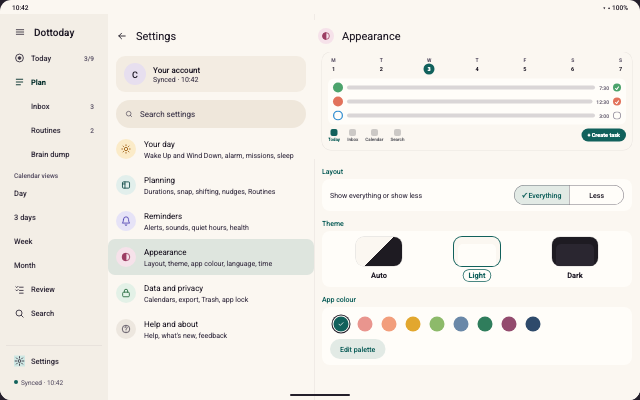 10:42
100%
Dottoday
Today 3/9
Plan
Inbox 3
Routines 2
Brain dump
Calendar views
Day
3 days
Week
Month
Review
Search
Settings
Synced · 10:42
Settings
C
Your account
Synced · 10:42
Search settings
Your day
Wake Up and Wind Down, alarm, missions, sleep
Planning
Durations, snap, shifting, nudges, Routines
Reminders
Alerts, sounds, quiet hours, health
Appearance
Layout, theme, app colour, language, time
Data and privacy
Calendars, export, Trash, app lock
Help and about
Help, what's new, feedback
Appearance
M T W T F S S
1 2 3 4 5 6 7
7:30
12:30
3:00
Today Inbox Calendar Search
+ Create task
Layout
Show everything or show less
✓ Everything Less
Theme
Auto Light Dark
App colour
Edit palette